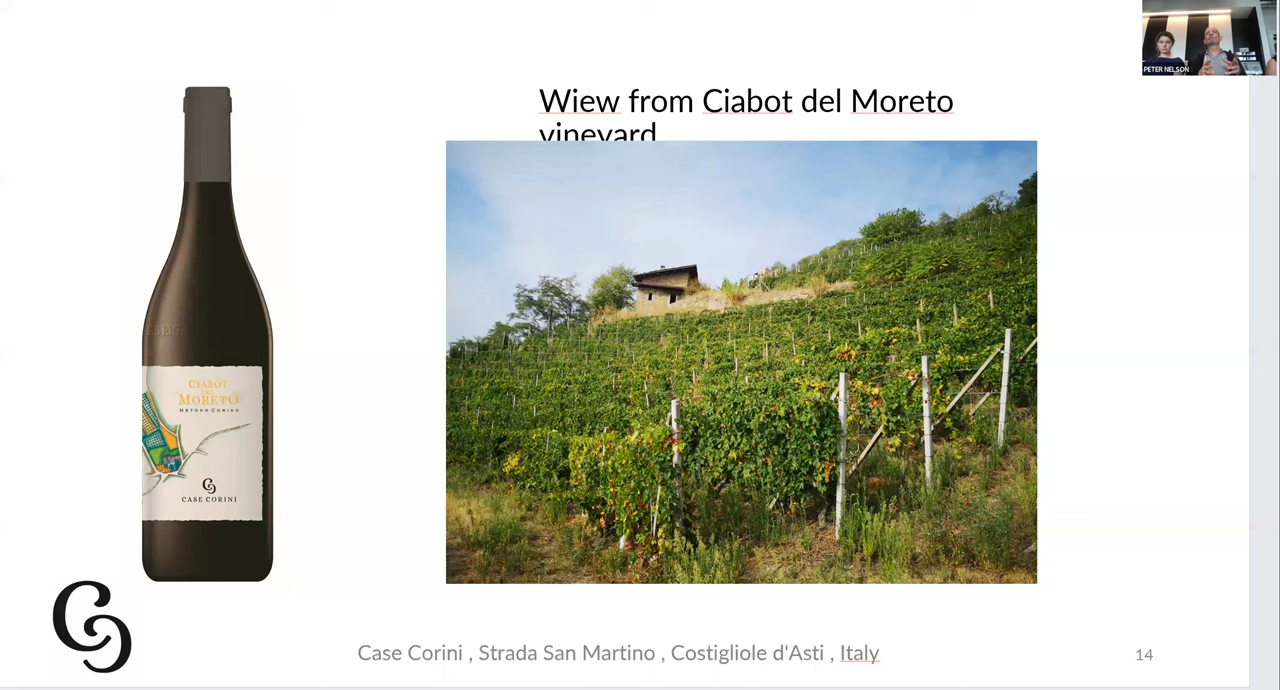 PETER NELSON
Wiew from Ciabot del Moreto
vineyard
CIABOT
DEL
MORETO
METODO CORINO
CASE CORINI
Case Corini , Strada San Martino , Costigliole d'Asti , Italy
14